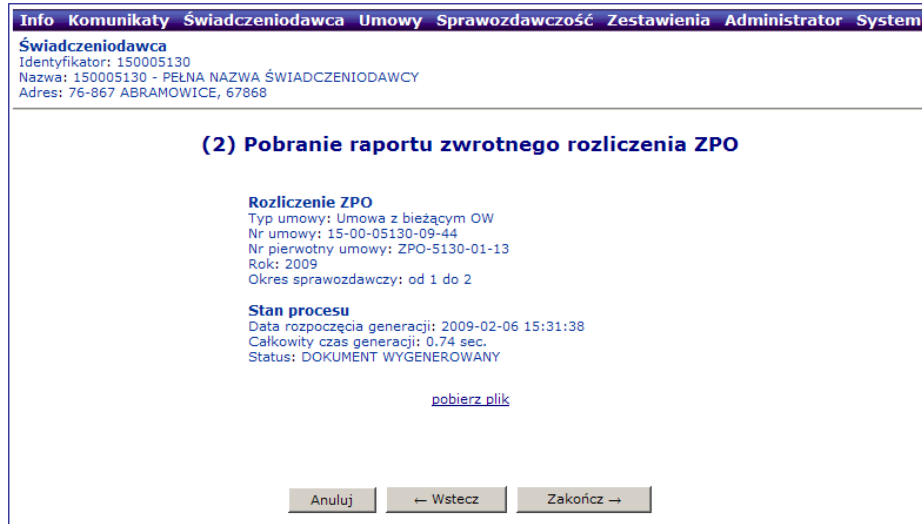 Info Komunikaty Świadczeniodawca Umowy Sprawozdawczość Zestawienia Administrator System
Świadczeniodawca
Identyfikator: 150005130
Nazwa: 150005130 - PEŁNA NAZWA ŚWIADCZENIODAWCY
Adres: 76-867 ABRAMOWICE, 67868
(2) Pobranie raportu zwrotnego rozliczenia ZPO
Rozliczenie ZPO
Typ umowy: Umowa z bieżącym OW
Nr umowy: 15-00-05130-09-44
Nr pierwotny umowy: ZPO-5130-01-13
Rok: 2009
Okres sprawozdawczy: od 1 do 2
Stan procesu
Data rozpoczęcia generacji: 2009-02-06 15:31:38
Całkowity czas generacji: 0.74 sec.
Status: DOKUMENT WYGENEROWANY
pobierz plik
Anuluj ← Wstecz Zakończ →